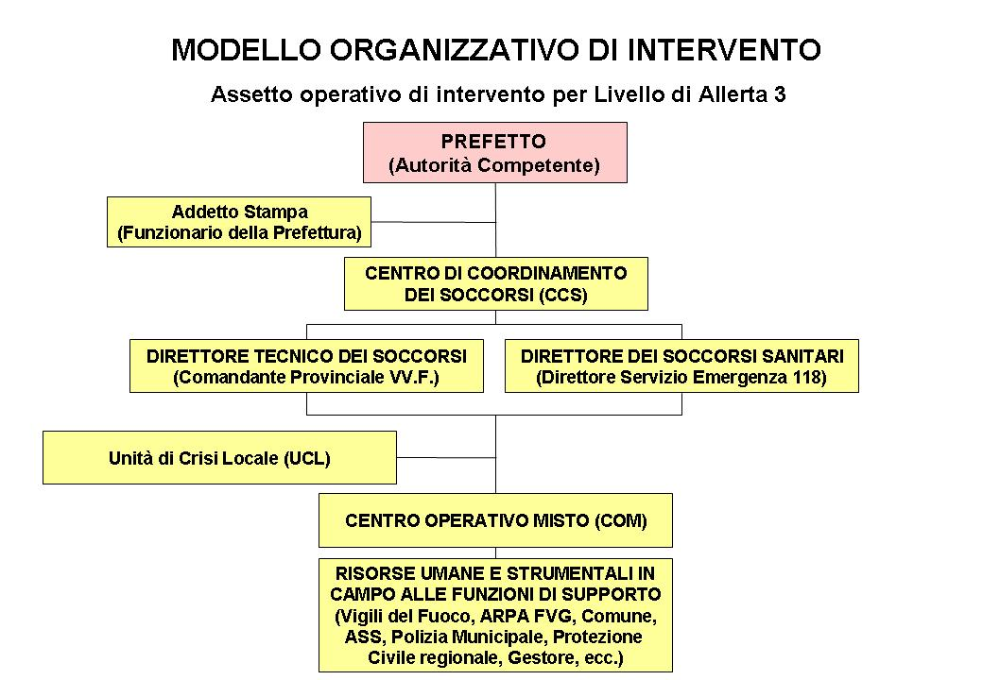 MODELLO ORGANIZZATIVO DI INTERVENTO
Assetto operativo di intervento per Livello di Allerta 3
PREFETTO
(Autorità Competente)
Addetto Stampa
(Funzionario della Prefettura)
CENTRO DI COORDINAMENTO
DEI SOCCORSI (CCS)
DIRETTORE TECNICO DEI SOCCORSI
(Comandante Provinciale VV.F.)
DIRETTORE DEI SOCCORSI SANITARI
(Direttore Servizio Emergenza 118)
Unità di Crisi Locale (UCL)
CENTRO OPERATIVO MISTO (COM)
RISORSE UMANE E STRUMENTALI IN
CAMPO ALLE FUNZIONI DI SUPPORTO
(Vigili del Fuoco, ARPA FVG, Comune,
ASS, Polizia Municipale, Protezione
Civile regionale, Gestore, ecc.)